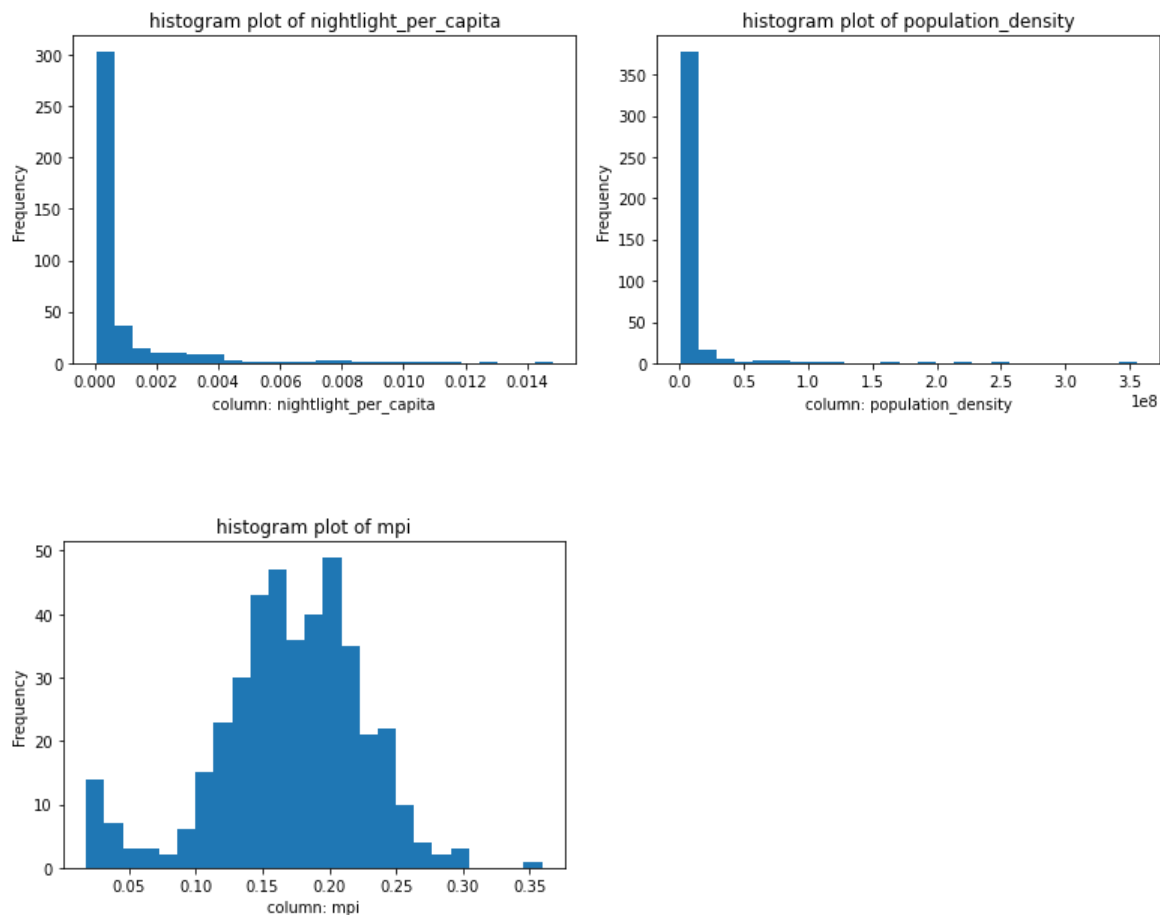 histogram plot of nightlight_per_capita
300
250
200
150
100
50
0
Frequency
0.000 0.002 0.004 0.006 0.008 0.010 0.012 0.014
column: nightlight_per_capita
histogram plot of population_density
350
300
250
200
150
100
50
0
Frequency
0.0 0.5 1.0 1.5 2.0 2.5 3.0 3.5
1e8
column: population_density
histogram plot of mpi
50
40
30
20
10
0
Frequency
0.05 0.10 0.15 0.20 0.25 0.30 0.35
column: mpi